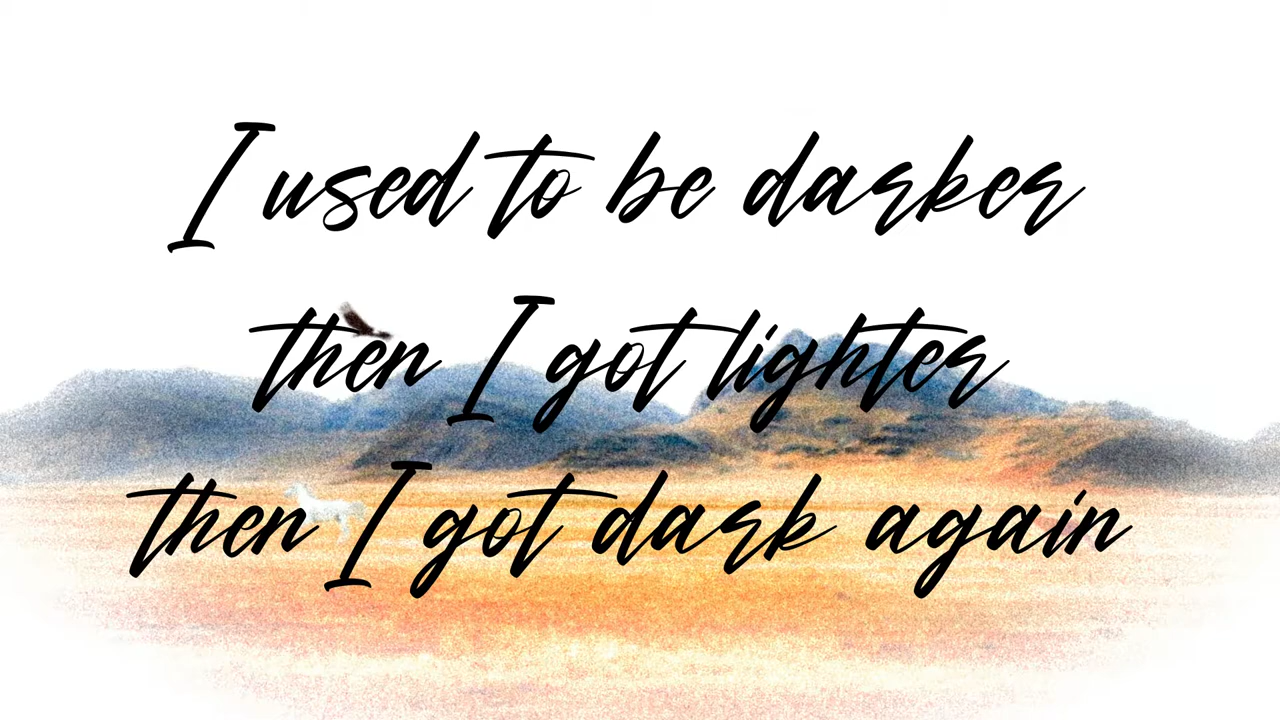 I used to be darker
then I got lighter
then I got dark again